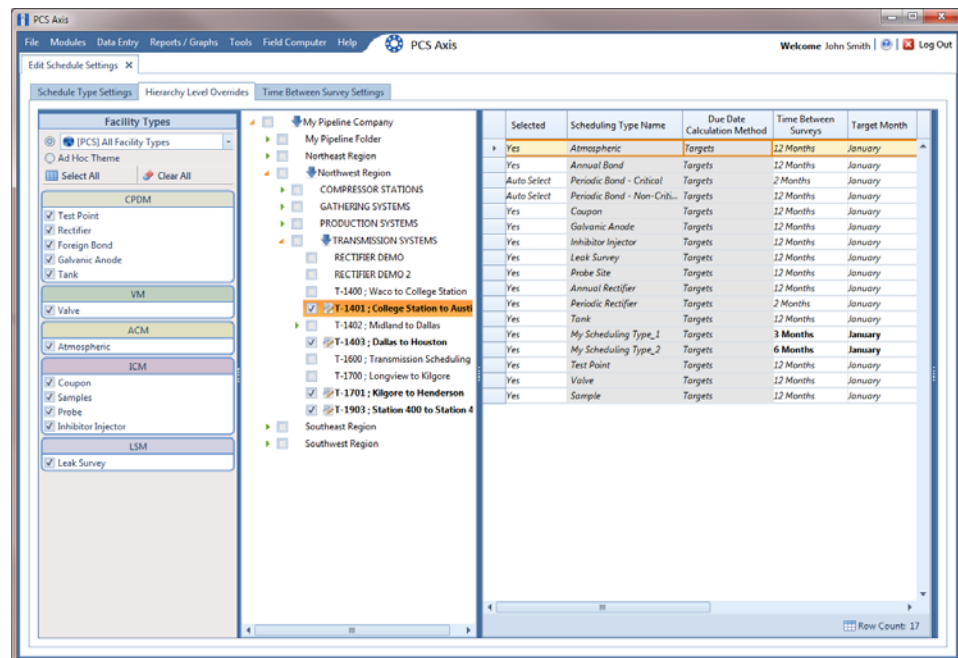 PCS Axis
File Modules Data Entry Reports / Graphs Tools Field Computer Help PCS Axis Welcome John Smith Log Out
Edit Schedule Settings X
Schedule Type Settings Hierarchy Level Overrides Time Between Survey Settings
Facility Types
[PCS] All Facility Types
Ad Hoc Theme
Select All Clear All
CPDM
Test Point
Rectifier
Foreign Bond
Galvanic Anode
Tank
VM
Valve
ACM
Atmospheric
ICM
Coupon
Samples
Probe
Inhibitor Injector
LSM
Leak Survey
My Pipeline Company
My Pipeline Folder
Northeast Region
Northwest Region
COMPRESSOR STATIONS
GATHERING SYSTEMS
PRODUCTION SYSTEMS
TRANSMISSION SYSTEMS
RECTIFIER DEMO
RECTIFIER DEMO 2
T-1400 ; Waco to College Station
T-1401 ; College Station to Austi
T-1402 ; Midland to Dallas
T-1403 ; Dallas to Houston
T-1600 ; Transmission Scheduling
T-1700 ; Longview to Kilgore
T-1701 ; Kilgore to Henderson
T-1903 ; Station 400 to Station 4
Southeast Region
Southwest Region
Selected Scheduling Type Name Due Date Calculation Method Time Between Surveys Target Month
Yes Atmospheric Targets 12 Months January
Yes Annual Bond Targets 12 Months January
Auto Select Periodic Bond - Critical Targets 2 Months January
Auto Select Periodic Bond - Non-Criti... Targets 12 Months January
Yes Coupon Targets 12 Months January
Yes Galvanic Anode Targets 12 Months January
Yes Inhibitor Injector Targets 12 Months January
Yes Leak Survey Targets 12 Months January
Yes Probe Site Targets 12 Months January
Yes Annual Rectifier Targets 12 Months January
Yes Periodic Rectifier Targets 2 Months January
Yes Tank Targets 12 Months January
Yes My Scheduling Type_1 Targets 3 Months January
Yes My Scheduling Type_2 Targets 6 Months January
Yes Test Point Targets 12 Months January
Yes Valve Targets 12 Months January
Yes Sample Targets 12 Months January
Row Count: 17